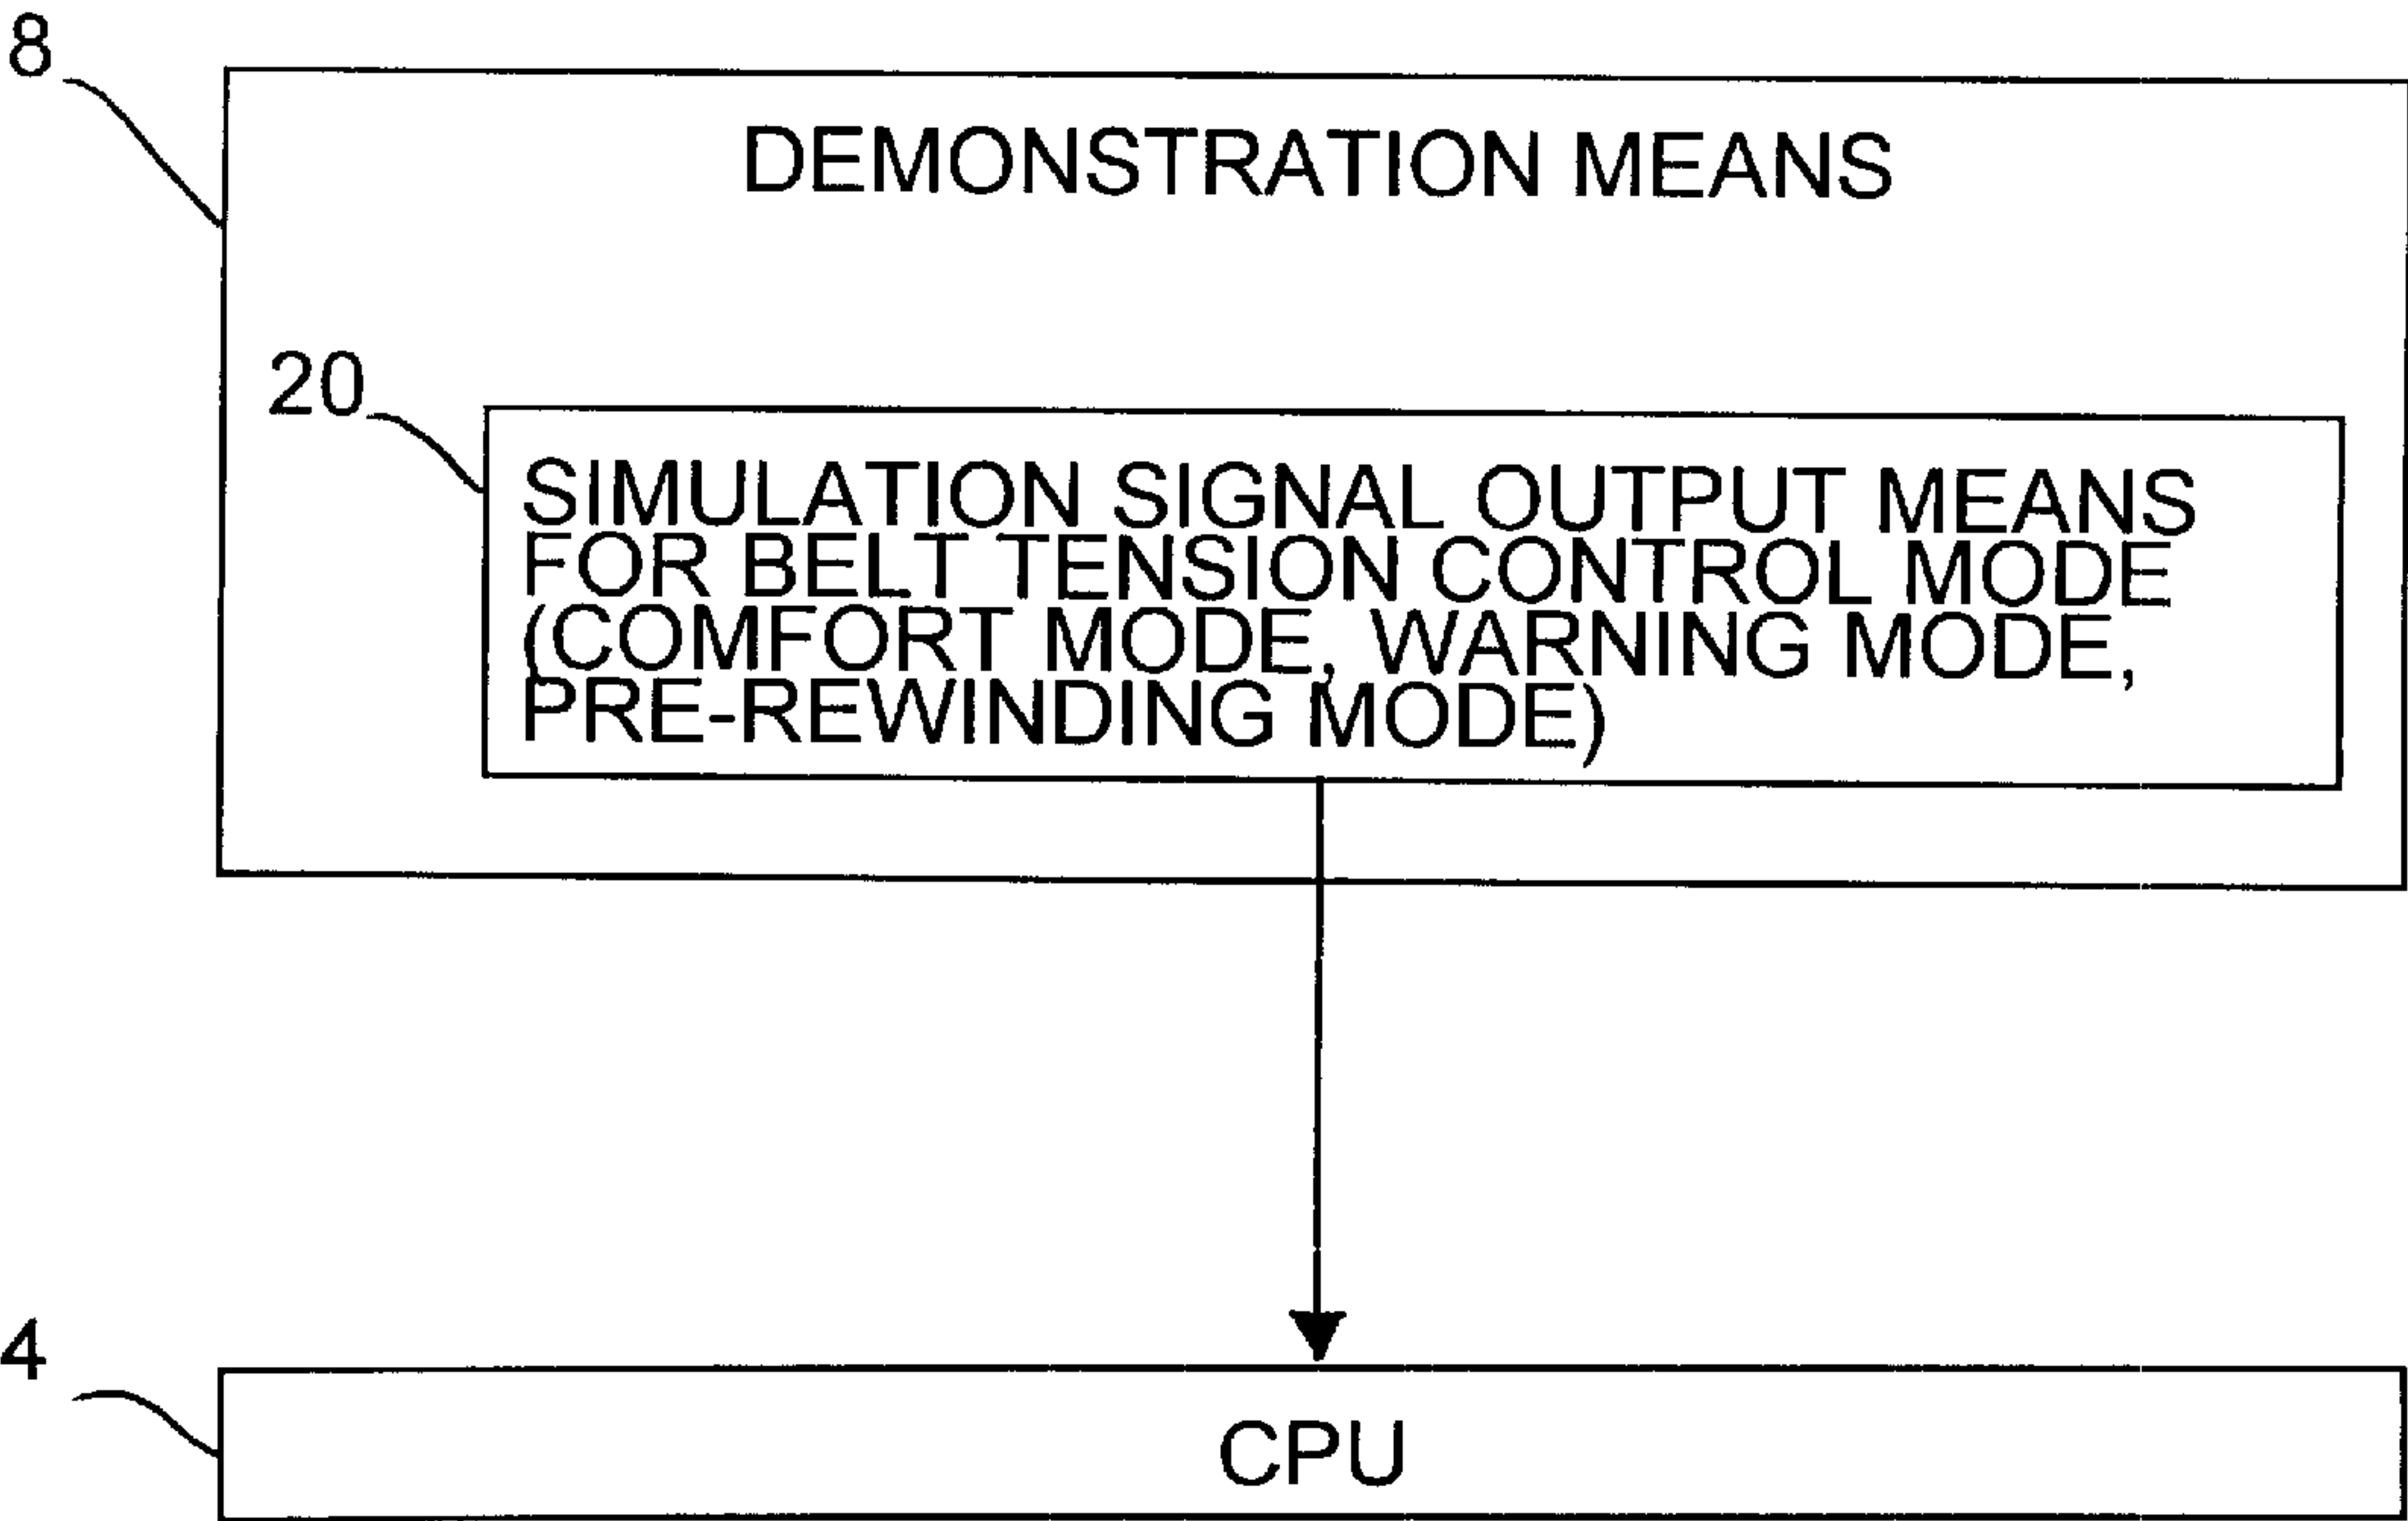 8
DEMONSTRATION MEANS
20
SIMULATION SIGNAL OUTPUT MEANS
FOR BELT TENSION CONTROL MODE
(COMFORT MODE, WARNING MODE,
PRE-REWINDING MODE)
4
CPU